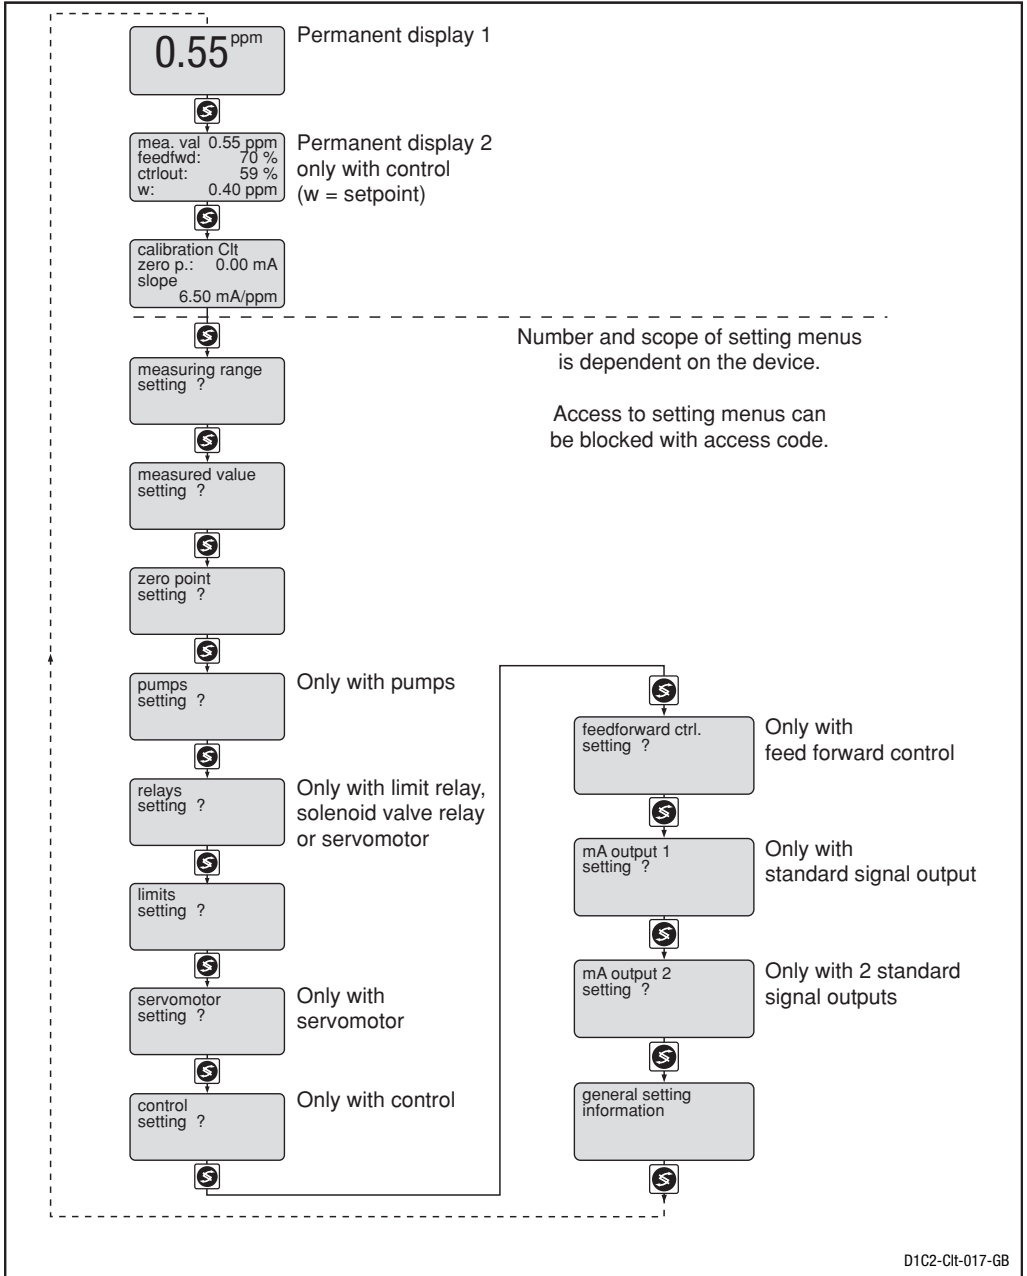 0.55 ppm
Permanent display 1
mea. val 0.55 ppm
feedfwd: 70 %
ctrlout: 59 %
w: 0.40 ppm
Permanent display 2
only with control
(w = setpoint)
calibration Clt
zero p.: 0.00 mA
slope
6.50 mA/ppm
Number and scope of setting menus
is dependent on the device.
Access to setting menus can
be blocked with access code.
measuring range
setting ?
measured value
setting ?
zero point
setting ?
pumps
setting ?
Only with pumps
relays
setting ?
Only with limit relay,
solenoid valve relay
or servomotor
limits
setting ?
servomotor
setting ?
Only with
servomotor
control
setting ?
Only with control
feedforward ctrl.
setting ?
Only with
feed forward control
mA output 1
setting ?
Only with
standard signal output
mA output 2
setting ?
Only with 2 standard
signal outputs
general setting
information
D1C2-Clt-017-GB